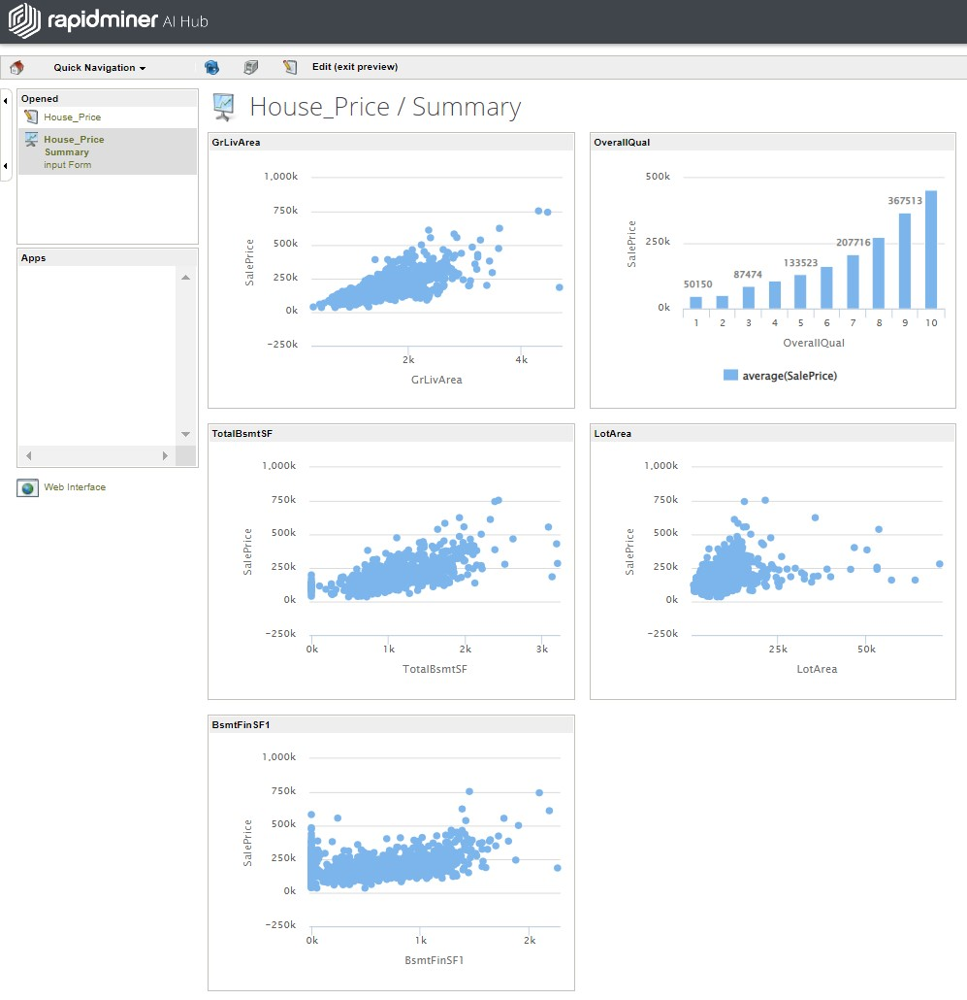 rapidminer AI Hub
Quick Navigation
Edit (exit preview)
Opened
House_Price
House_Price
Summary
input Form
Apps
Web Interface
House_Price / Summary
GrLivArea
1,000k
750k
500k
250k
0k
−250k
SalePrice
2k 4k
GrLivArea
OverallQual
500k
250k
0k
SalePrice
50150 87474 133523 207716 367513
1 2 3 4 5 6 7 8 9 10
OverallQual
average(SalePrice)
TotalBsmtSF
1,000k
750k
500k
250k
0k
−250k
SalePrice
0k 1k 2k 3k
TotalBsmtSF
LotArea
1,000k
750k
500k
250k
0k
−250k
SalePrice
25k 50k
LotArea
BsmtFinSF1
1,000k
750k
500k
250k
0k
−250k
SalePrice
0k 1k 2k
BsmtFinSF1